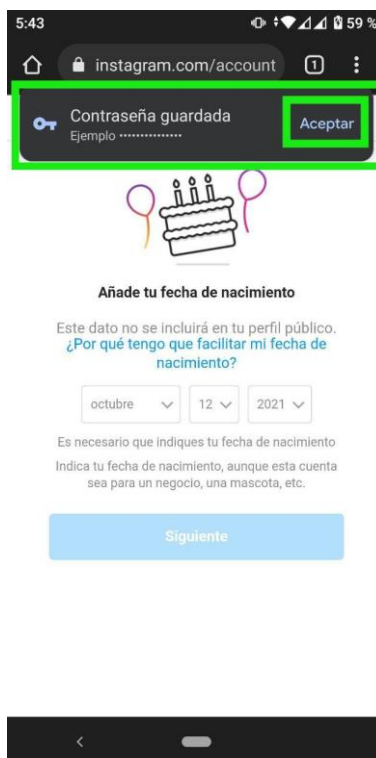 5:43
59 %
instagram.com/account
1
Contraseña guardada
Ejemplo ···············
Aceptar
Añade tu fecha de nacimiento
Este dato no se incluirá en tu perfil público.
¿Por qué tengo que facilitar mi fecha de
nacimiento?
octubre
12
2021
Es necesario que indiques tu fecha de nacimiento
Indica tu fecha de nacimiento, aunque esta cuenta
sea para un negocio, una mascota, etc.
Siguiente